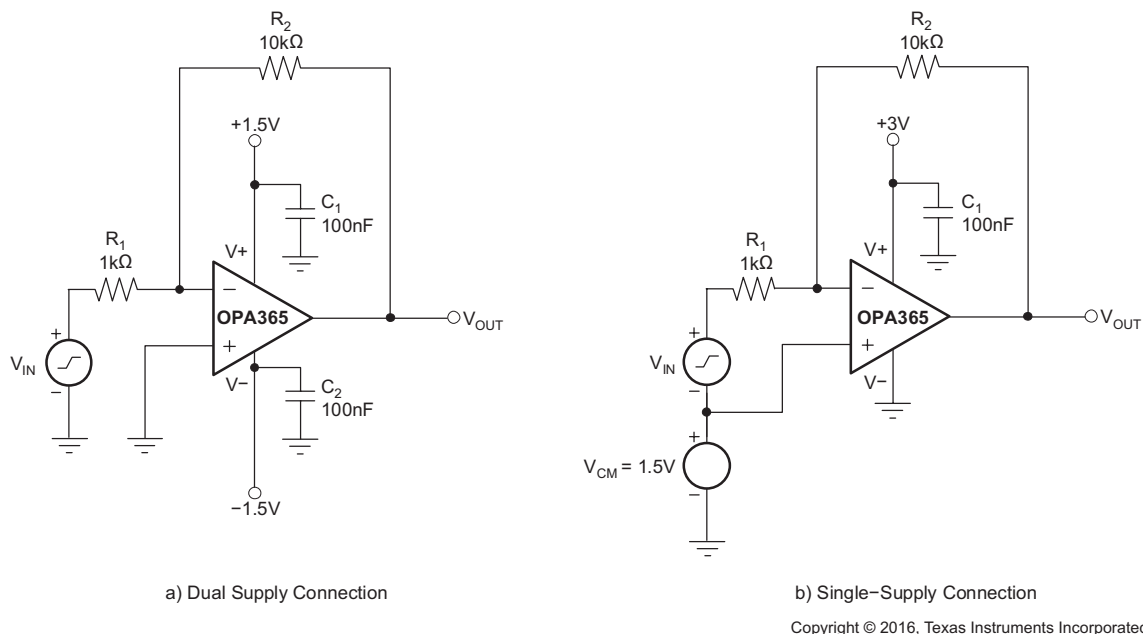 R2
10kΩ
+1.5V
C1
100nF
R1
1kΩ
V+
−
OPA365
+
VOUT
+
VIN
−
V−
C2
100nF
−1.5V
a) Dual Supply Connection
R2
10kΩ
+3V
C1
100nF
R1
1kΩ
V+
−
OPA365
+
VOUT
+
VIN
−
V−
+
VCM = 1.5V
−
b) Single−Supply Connection
Copyright © 2016, Texas Instruments Incorporated